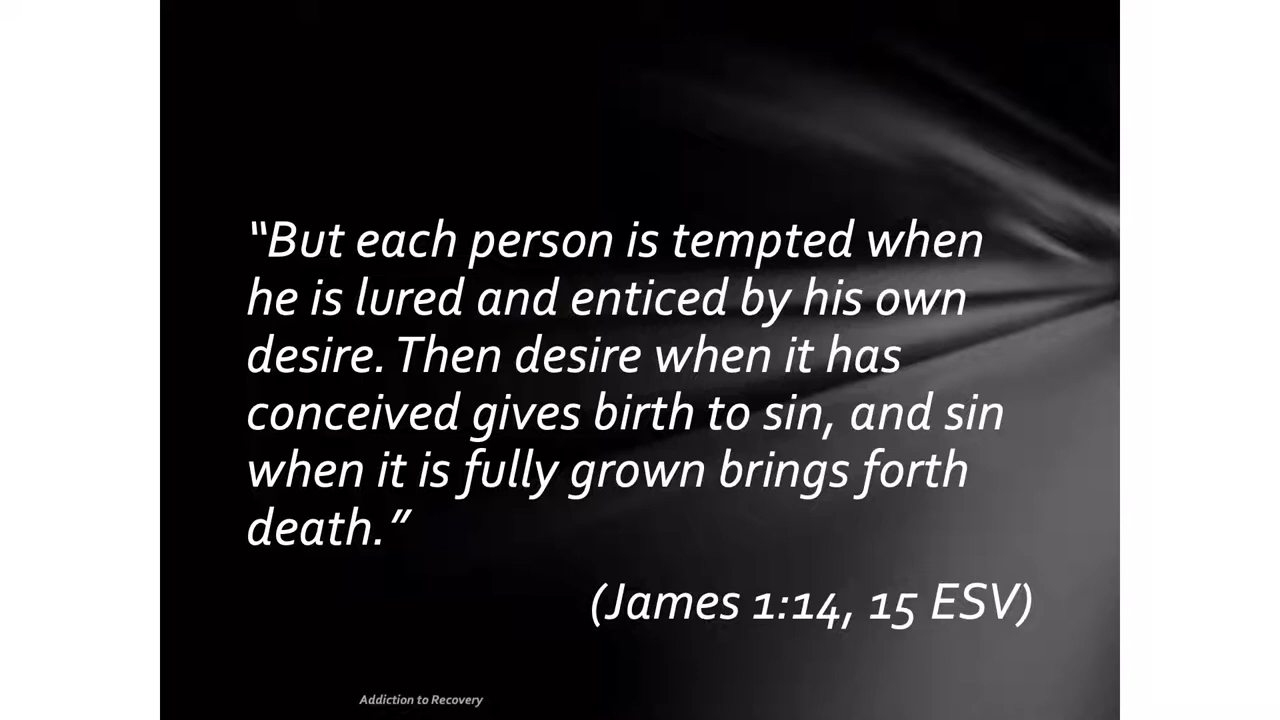 “But each person is tempted when
he is lured and enticed by his own
desire. Then desire when it has
conceived gives birth to sin, and sin
when it is fully grown brings forth
death.”
(James 1:14, 15 ESV)
Addiction to Recovery